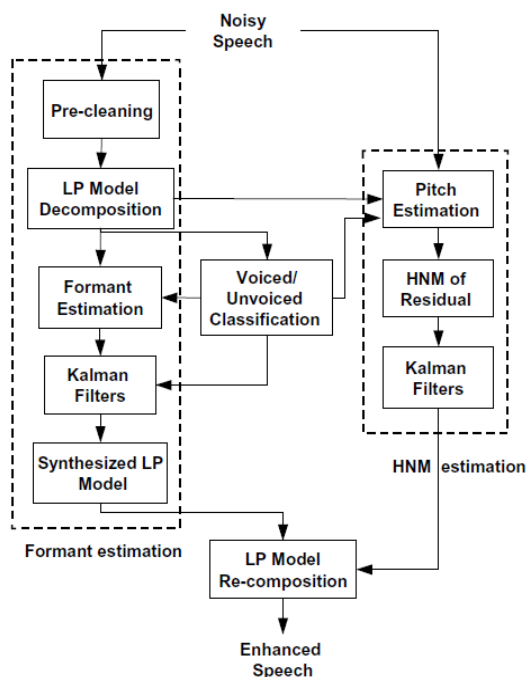 Noisy
Speech
Pre-cleaning
LP Model
Decomposition
Pitch
Estimation
Formant
Estimation
Voiced/
Unvoiced
Classification
HNM of
Residual
Kalman
Filters
Kalman
Filters
Synthesized LP
Model
HNM estimation
Formant estimation
LP Model
Re-composition
Enhanced
Speech